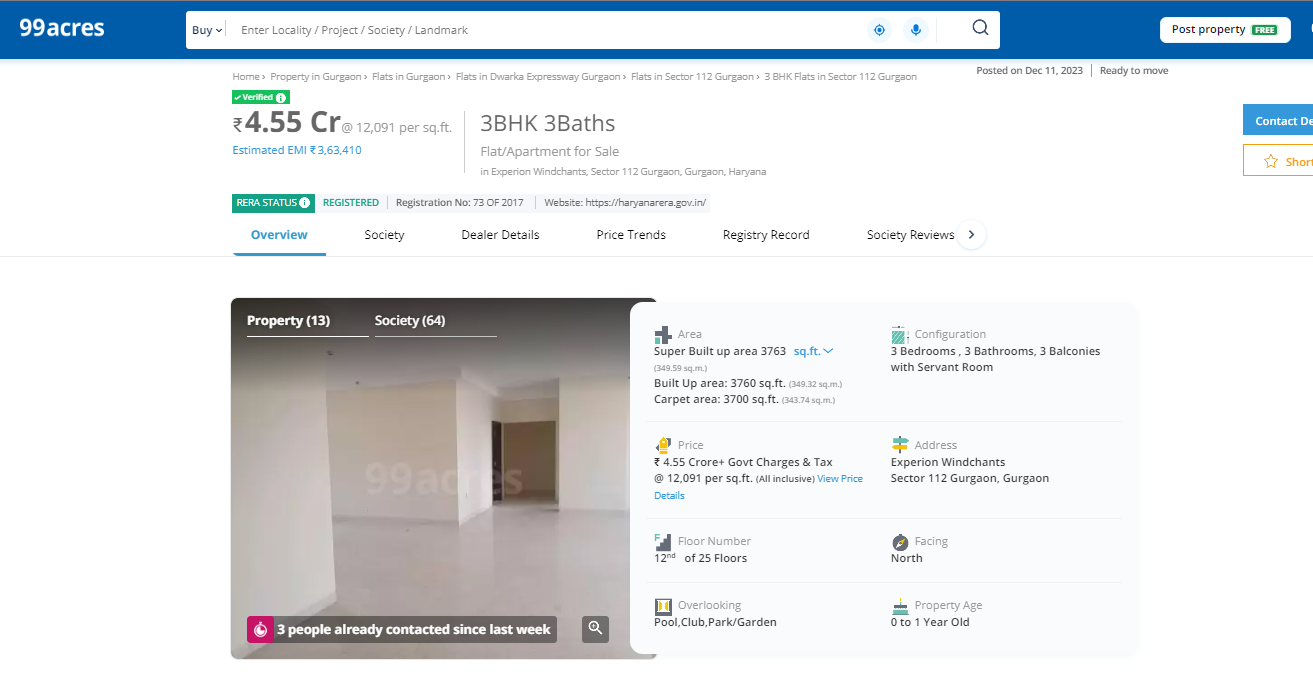 99acres
Buy
Enter Locality / Project / Society / Landmark
Post property FREE
Home › Property in Gurgaon › Flats in Gurgaon › Flats in Dwarka Expressway Gurgaon › Flats in Sector 112 Gurgaon › 3 BHK Flats in Sector 112 Gurgaon
Posted on Dec 11, 2023 | Ready to move
Verified
₹4.55 Cr @ 12,091 per sq.ft.
Estimated EMI ₹3,63,410
3BHK 3Baths
Flat/Apartment for Sale
in Experion Windchants, Sector 112 Gurgaon, Gurgaon, Haryana
Contact De
Short
RERA STATUS REGISTERED | Registration No: 73 OF 2017 | Website: https://haryanarera.gov.in/
Overview Society Dealer Details Price Trends Registry Record Society Reviews
Property (13) Society (64)
99acres
3 people already contacted since last week
Area
Super Built up area 3763 sq.ft.
(349.59 sq.m.)
Built Up area: 3760 sq.ft. (349.32 sq.m.)
Carpet area: 3700 sq.ft. (343.74 sq.m.)
Configuration
3 Bedrooms , 3 Bathrooms, 3 Balconies
with Servant Room
Price
₹ 4.55 Crore+ Govt Charges & Tax
@ 12,091 per sq.ft. (All inclusive) View Price
Details
Address
Experion Windchants
Sector 112 Gurgaon, Gurgaon
Floor Number
12nd of 25 Floors
Facing
North
Overlooking
Pool,Club,Park/Garden
Property Age
0 to 1 Year Old